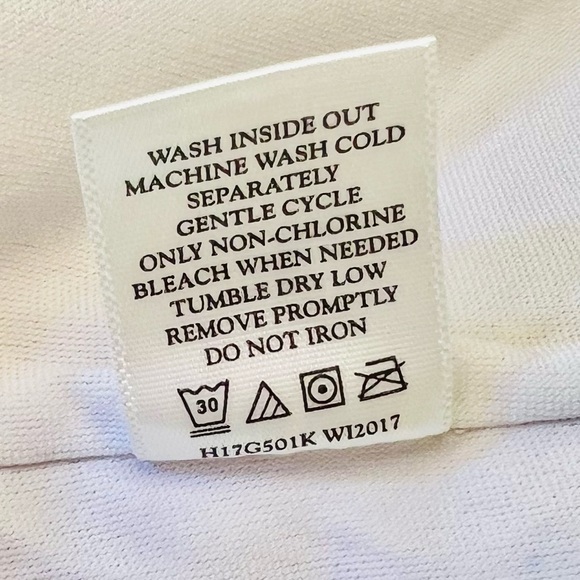 WASH INSIDE OUT
MACHINE WASH COLD
SEPARATELY
GENTLE CYCLE
ONLY NON-CHLORINE
BLEACH WHEN NEEDED
TUMBLE DRY LOW
REMOVE PROMPTLY
DO NOT IRON
30
H17G501K WI2017